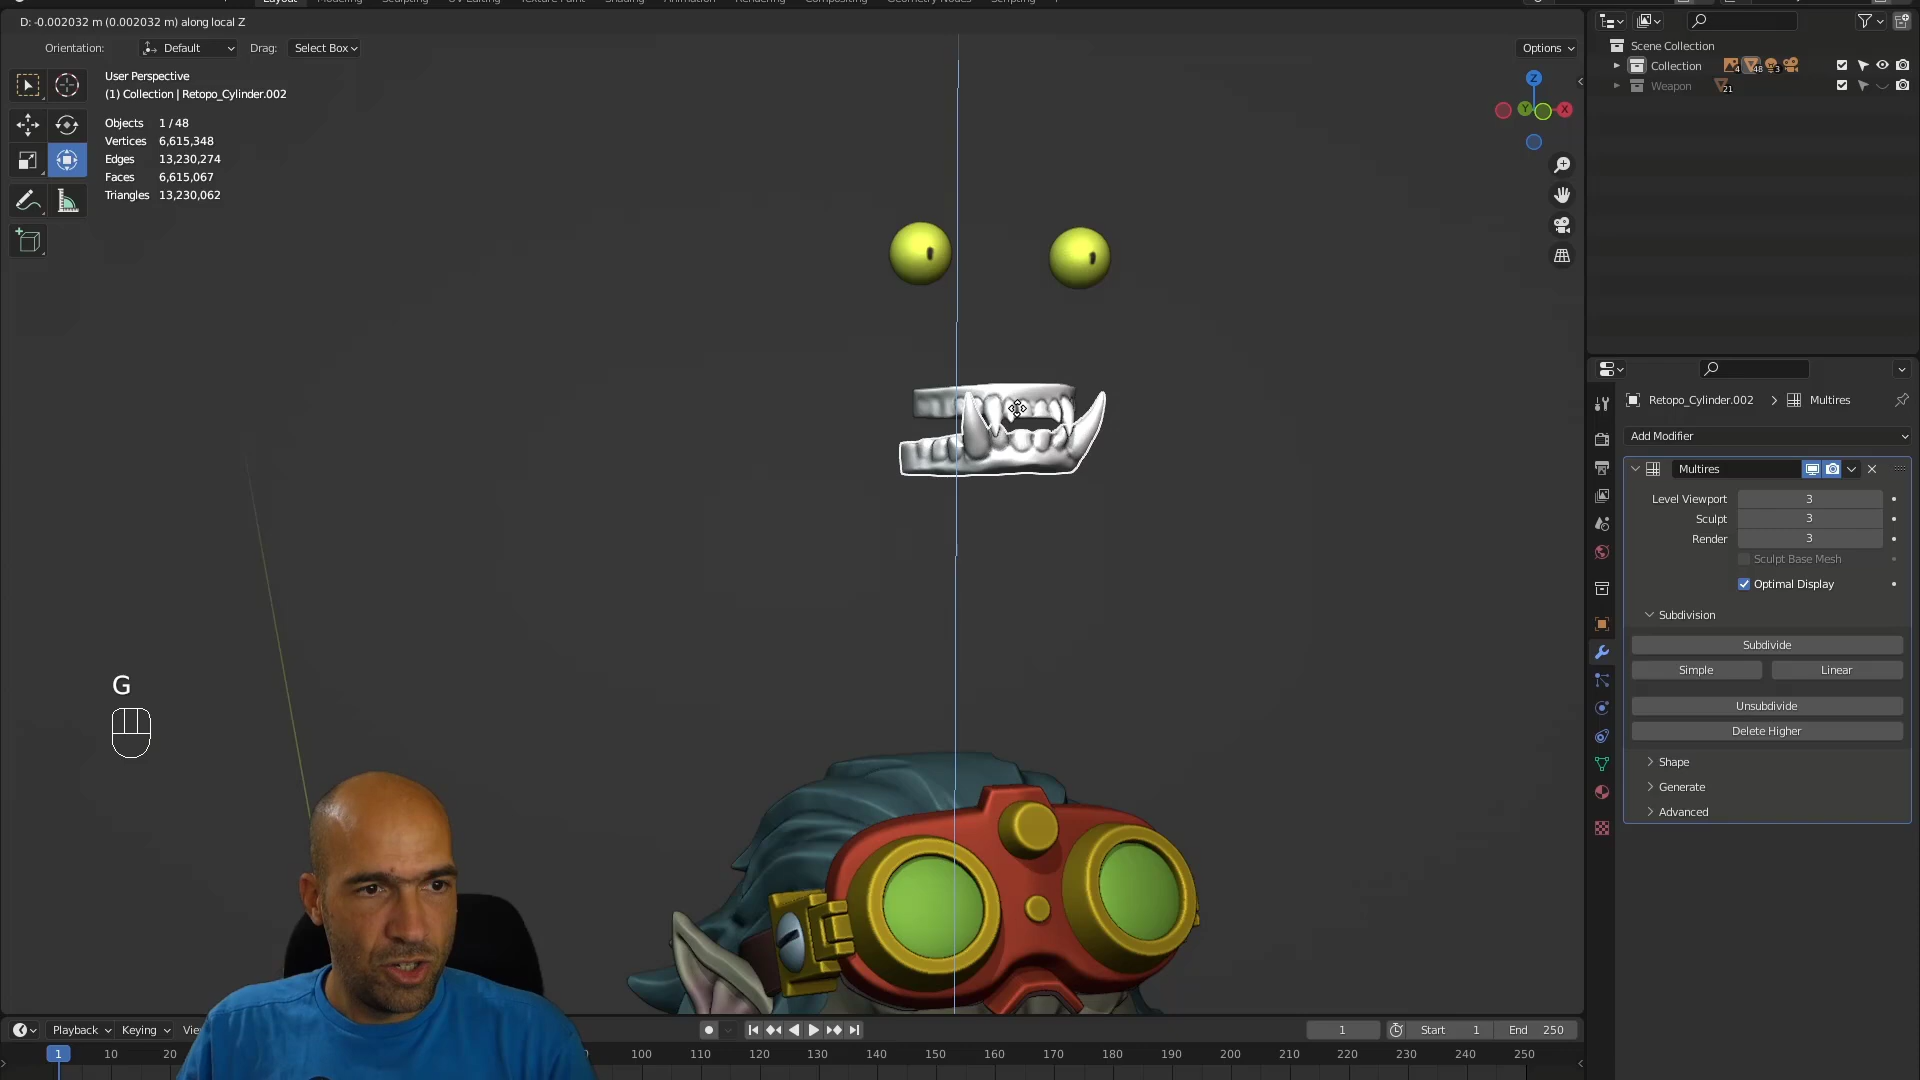 Layout Modeling Sculpting UV Editing Texture Paint Shading Animation Rendering Compositing Geometry Nodes Scripting
D: -0.002032 m (0.002032 m) along local Z
Orientation: Default Drag: Select Box
Options
User Perspective
(1) Collection | Retopo_Cylinder.002
Objects 1 / 48
Vertices 6,615,348
Edges 13,230,274
Faces 6,615,067
Triangles 13,230,062
Z
Y
X
G
Scene Collection
Collection 4 48 3
Weapon 21
Retopo_Cylinder.002 > Multires
Add Modifier
Multires
Level Viewport 3
Sculpt 3
Render 3
Sculpt Base Mesh
Optimal Display
Subdivision
Subdivide
Simple Linear
Unsubdivide
Delete Higher
Shape
Generate
Advanced
Playback Keying 1 Start 1 End 250
1 10 20 100 110 120 130 140 150 160 170 180 190 200 210 220 230 240 250